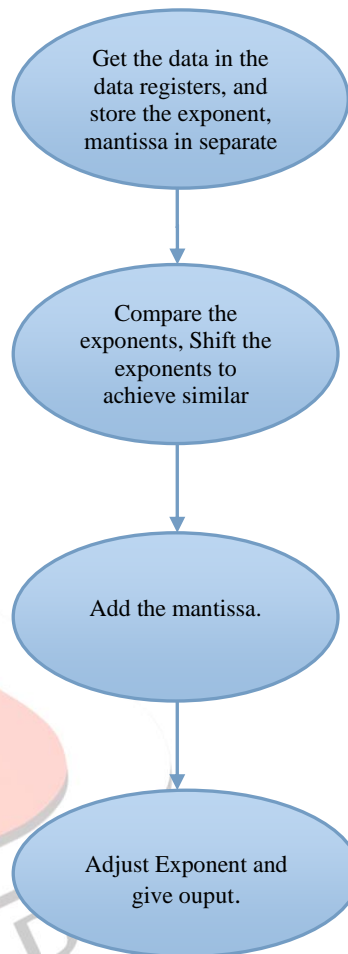 Get the data in the
data registers, and
store the exponent,
mantissa in separate
Compare the
exponents, Shift the
exponents to
achieve similar
Add the mantissa.
Adjust Exponent and
give ouput.